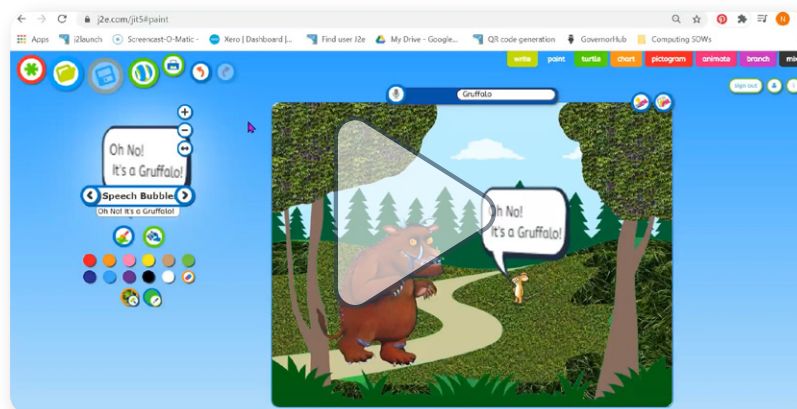 j2e.com/jit5#paint
N
Apps j2launch Screencast-O-Matic - Xero | Dashboard |... Find user J2e My Drive - Google... QR code generation GovernorHub Computing SOWs
write paint turtle chart pictogram animate branch mix
sign out
Gruffalo
Oh No!
It's a Gruffalo!
Speech Bubble
Oh No! It's a Gruffalo!
Oh No!
It's a Gruffalo!